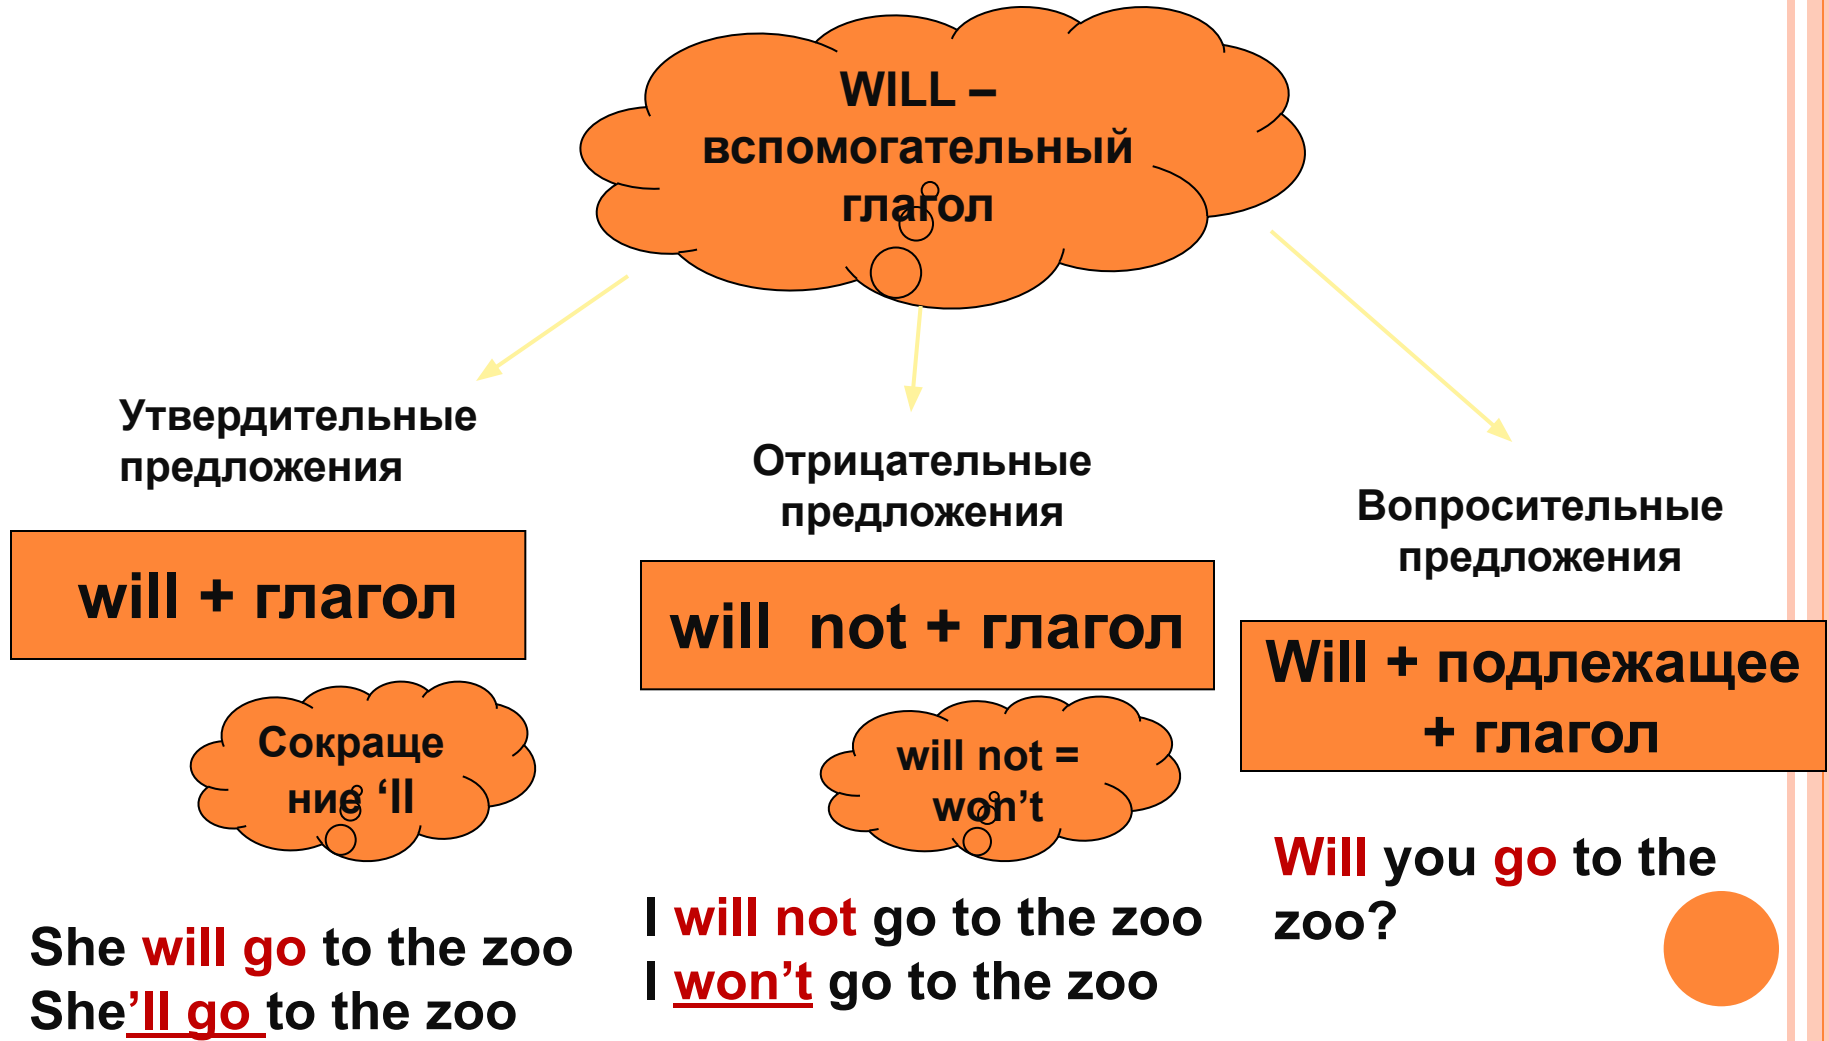 WILL –
вспомогательный
глагол
Утвердительные
предложения
will + глагол
Сокраще
ние ‘ll
She will go to the zoo
She’ll go to the zoo
Отрицательные
предложения
will not + глагол
will not =
won’t
I will not go to the zoo
I won’t go to the zoo
Вопросительные
предложения
Will + подлежащее
+ глагол
Will you go to the
zoo?